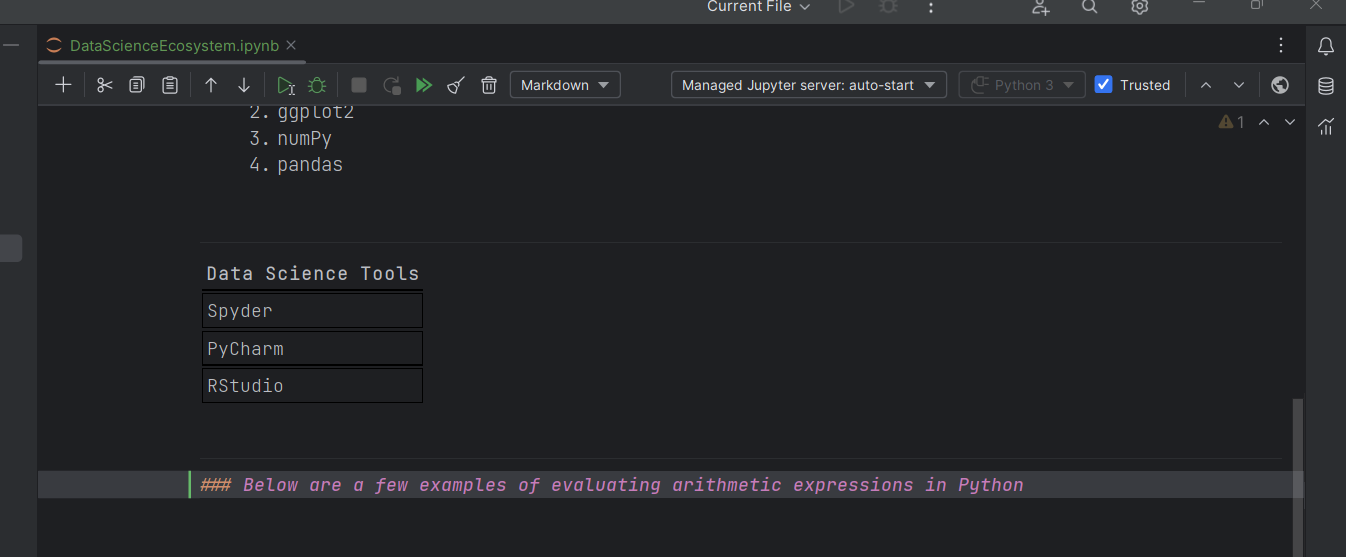 Current File
DataScienceEcosystem.ipynb
Markdown
Managed Jupyter server: auto-start
Python 3
Trusted
2. ggplot2
1
3. numPy
4. pandas
Data Science Tools
Spyder
PyCharm
RStudio
### Below are a few examples of evaluating arithmetic expressions in Python